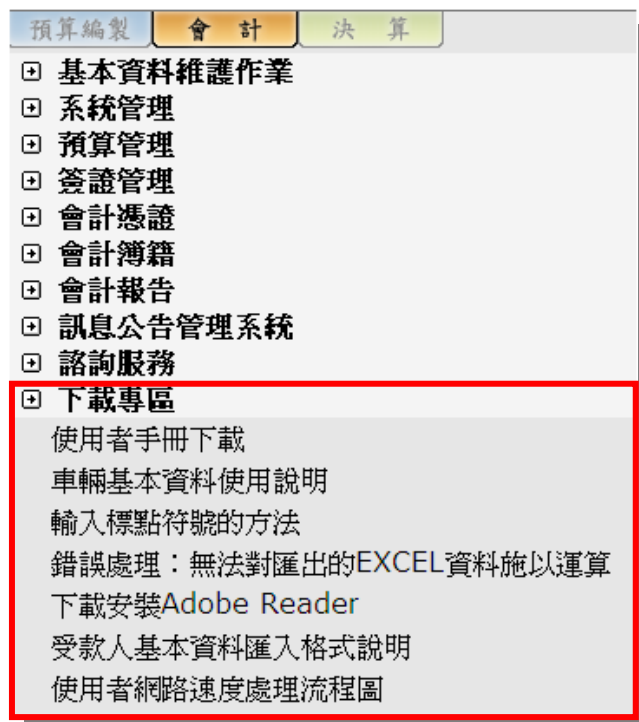 預算編製 會計 決算
基本資料維護作業
系統管理
預算管理
簽證管理
會計憑證
會計簿籍
會計報告
訊息公告管理系統
諮詢服務
下載專區
使用者手冊下載
車輛基本資料使用說明
輸入標點符號的方法
錯誤處理：無法對匯出的EXCEL資料施以運算
下載安裝Adobe Reader
受款人基本資料匯入格式說明
使用者網路速度處理流程圖